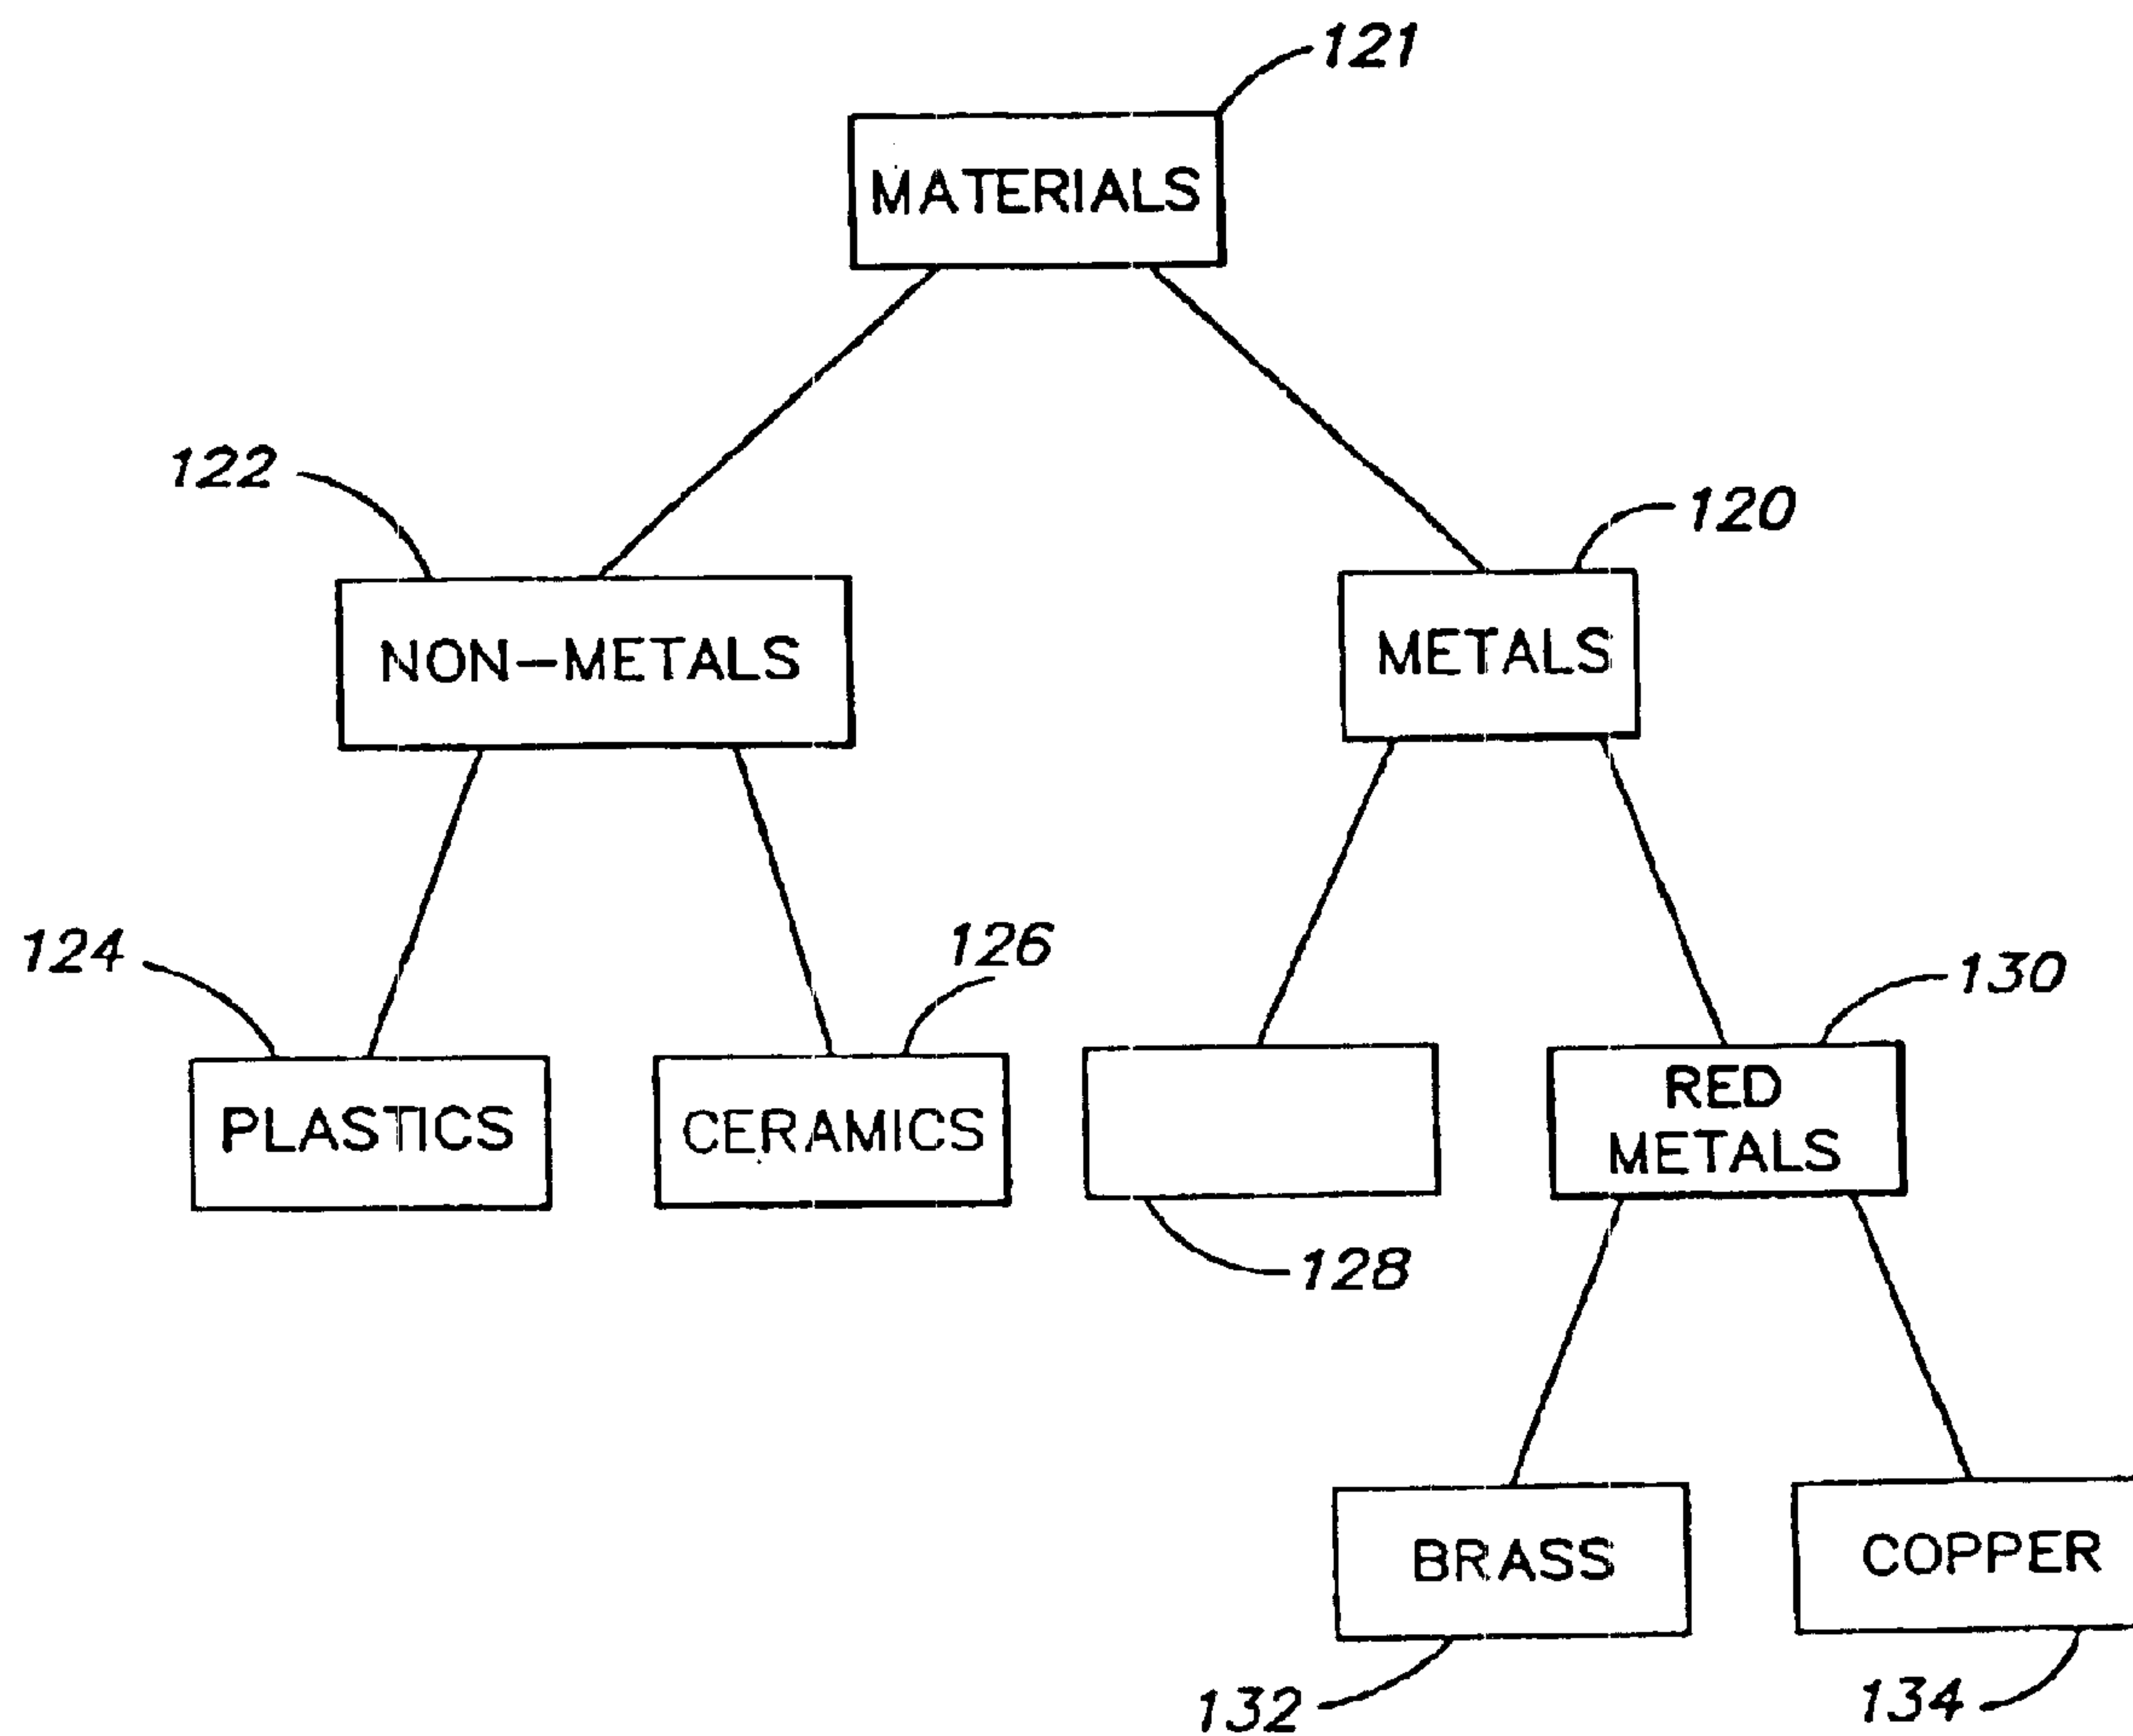 121
MATERIALS
122
120
NON-METALS
METALS
124
126
130
PLASTICS
CERAMICS
RED
METALS
128
BRASS
COPPER
132
134